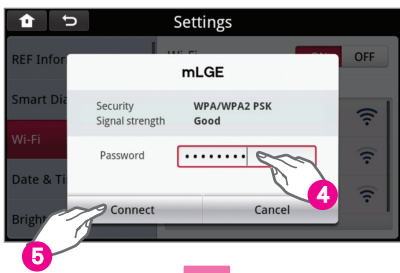 Settings
REF Infor
Wi-Fi
ON OFF
mLGE
Smart Dia
Security WPA/WPA2 PSK
Signal strength Good
Wi-Fi
Password ••••••••
4
Date & Ti
Connect Cancel
Bright
5